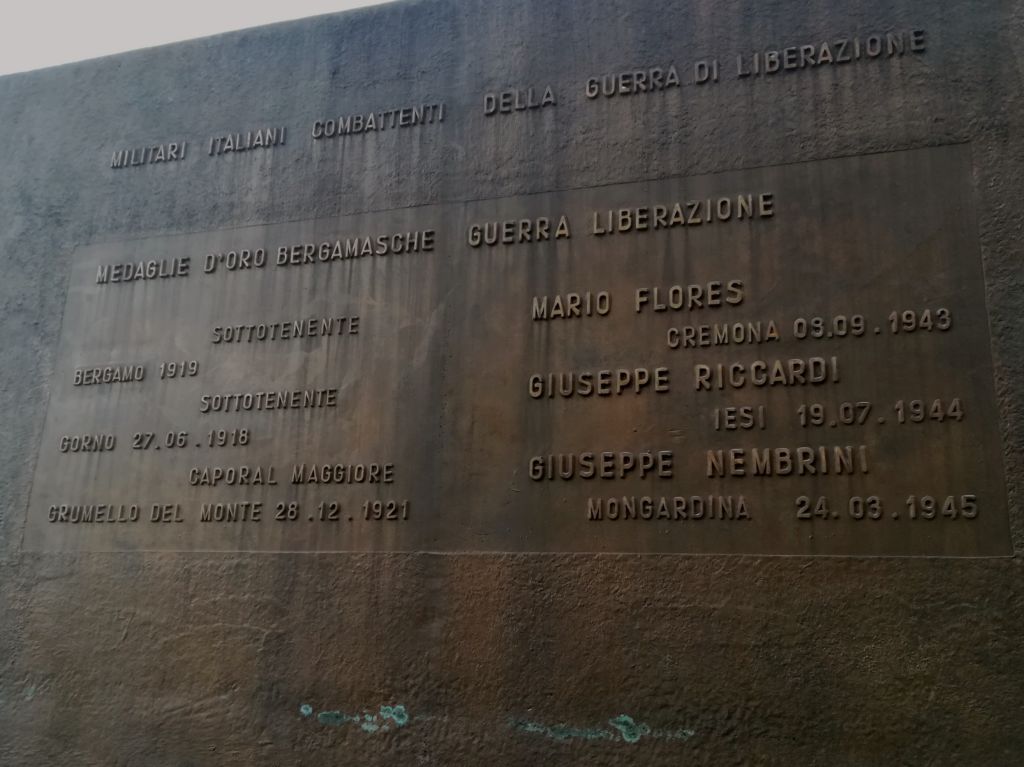 MILITARI ITALIANI COMBATTENTI DELLA GUERRA DI LIBERAZIONE
MEDAGLIE D'ORO BERGAMASCHE GUERRA LIBERAZIONE
SOTTOTENENTE MARIO FLORES
BERGAMO 1919 CREMONA 03.09.1943
SOTTOTENENTE GIUSEPPE RICCARDI
GORNO 27.06.1918 IESI 19.07.1944
CAPORAL MAGGIORE GIUSEPPE NEMBRINI
GRUMELLO DEL MONTE 28.12.1921 MONGARDINA 24.03.1945